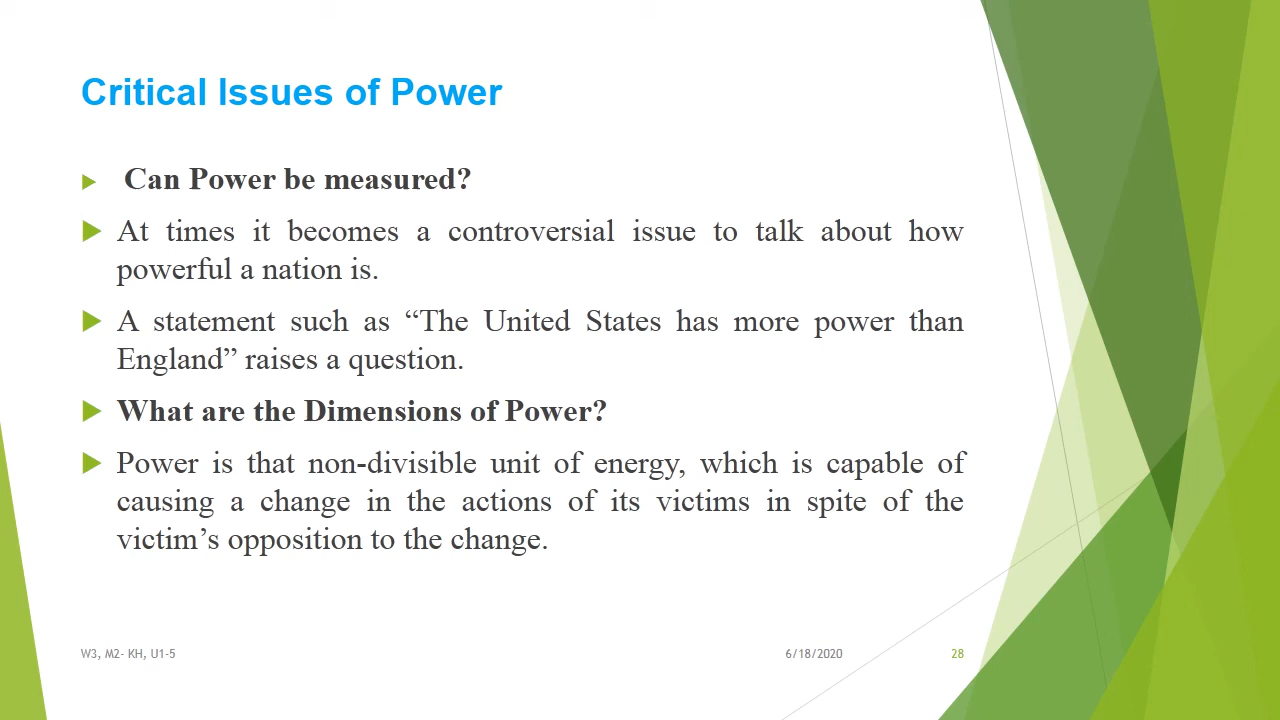 Critical Issues of Power
Can Power be measured?
At times it becomes a controversial issue to talk about how
powerful a nation is.
A statement such as “The United States has more power than
England” raises a question.
What are the Dimensions of Power?
Power is that non-divisible unit of energy, which is capable of
causing a change in the actions of its victims in spite of the
victim’s opposition to the change.
W3, M2- KH, U1-5
6/18/2020
28